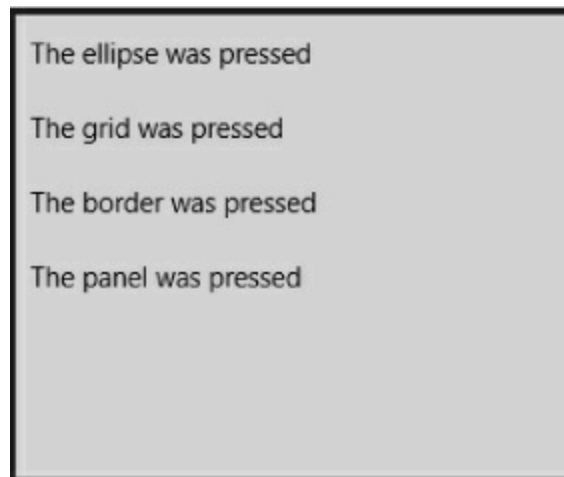 The ellipse was pressed
The grid was pressed
The border was pressed
The panel was pressed